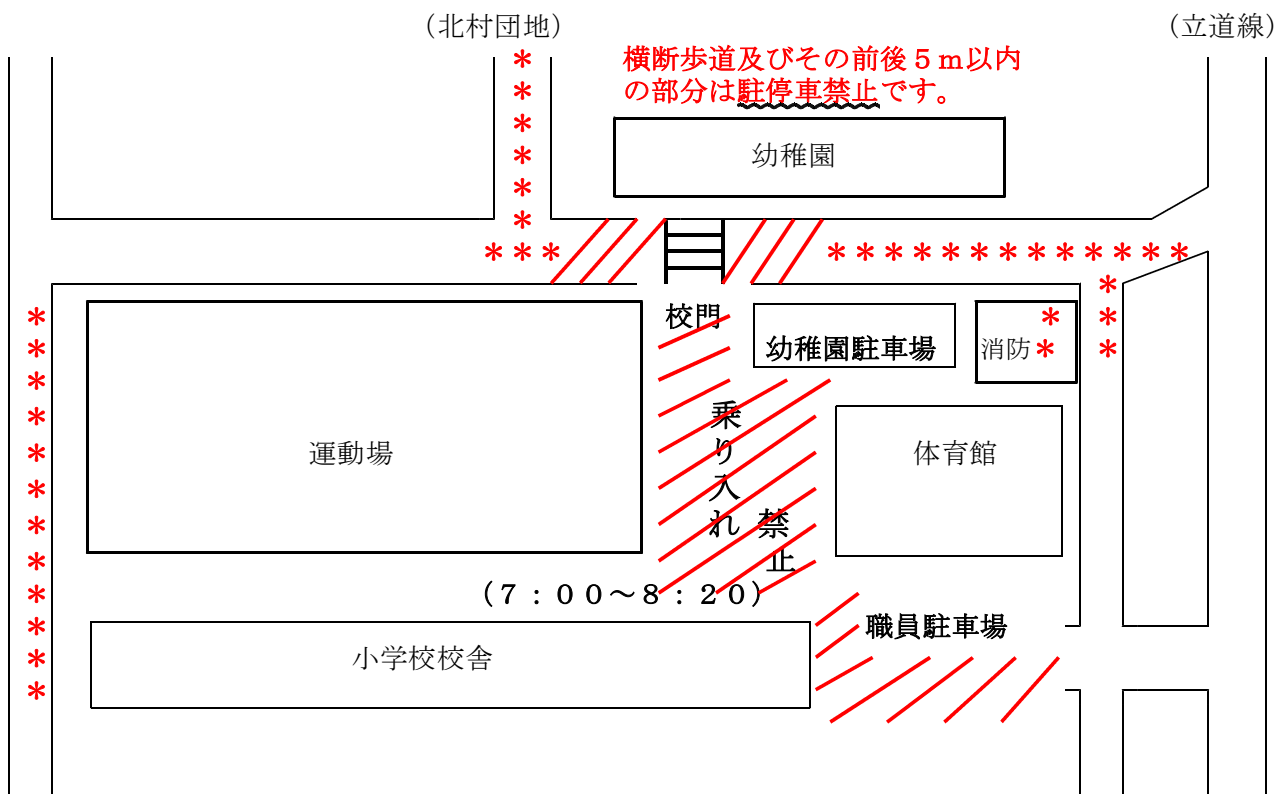 （北村団地）
（立道線）
横断歩道及びその前後５ｍ以内
の部分は駐停車禁止です。
幼稚園
＊
＊
＊
＊
＊
＊
＊＊＊
＊＊＊＊＊＊＊＊＊＊＊＊＊
＊
＊
＊
校門
幼稚園駐車場
＊
消防＊
＊
＊
＊
＊
＊
＊
＊
＊
＊
＊
＊
＊
運動場
乗り入れ
禁止
体育館
（７：００～８：２０）
職員駐車場
小学校校舎